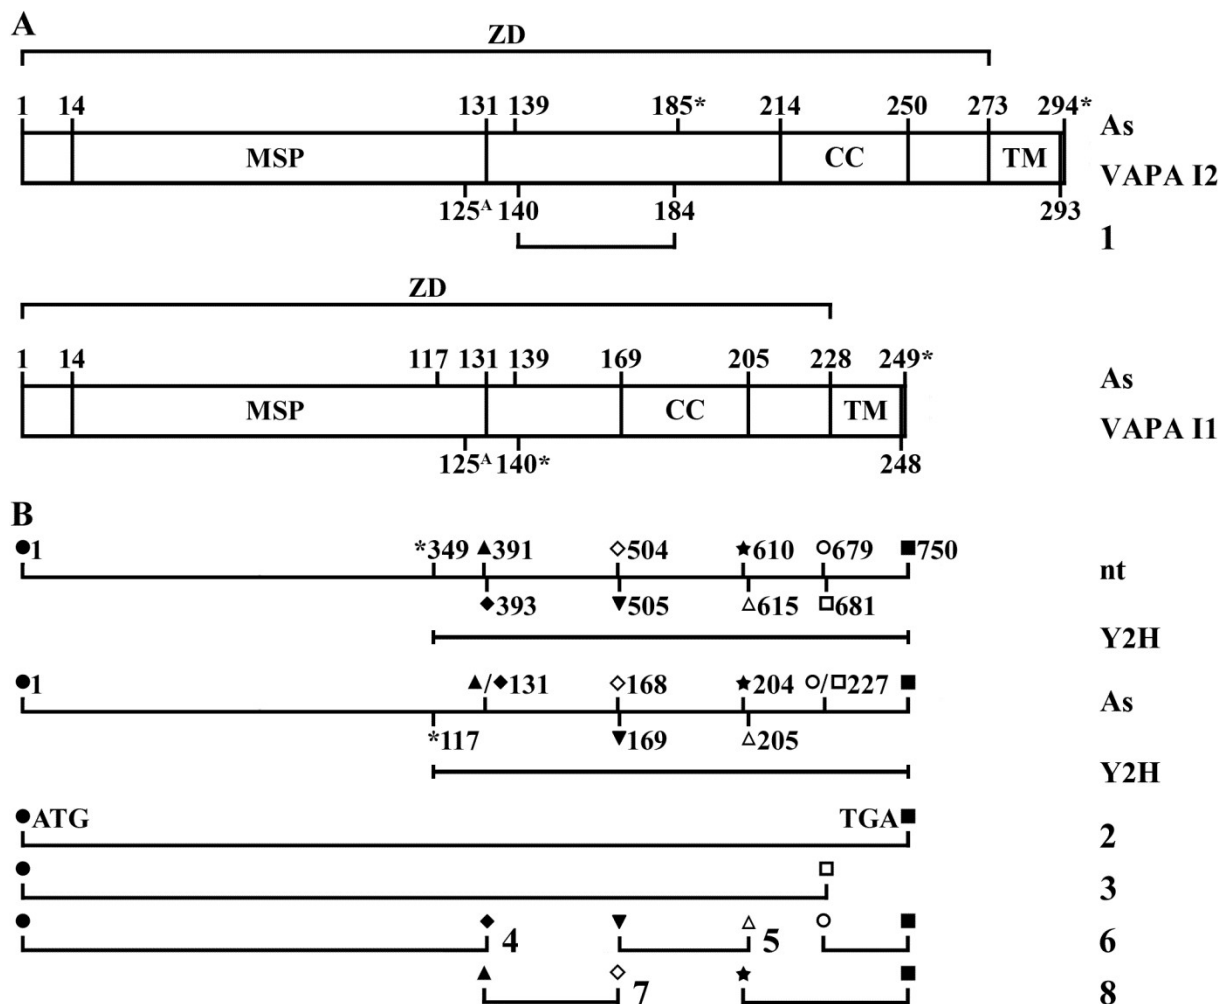 A
ZD
1 14 131 139 185* 214 250 273 294* As
MSP CC TM VAPA I2
125ᴬ 140 184 293
1
ZD
1 14 117 131 139 169 205 228 249* As
MSP CC TM VAPA I1
125ᴬ 140* 248
B
●1 *349 ▲391 ◇504 ★610 ○679 ■750 nt
◆393 ▼505 △615 □681
Y2H
●1 ▲/◆131 ◇168 ★204 ○/□227 ■ As
*117 ▼169 △205
Y2H
●ATG TGA■ 2
● □ 3
● ◆ 4 ▼ △ 5 ○ ■ 6
▲ ◇ 7 ★ ■ 8